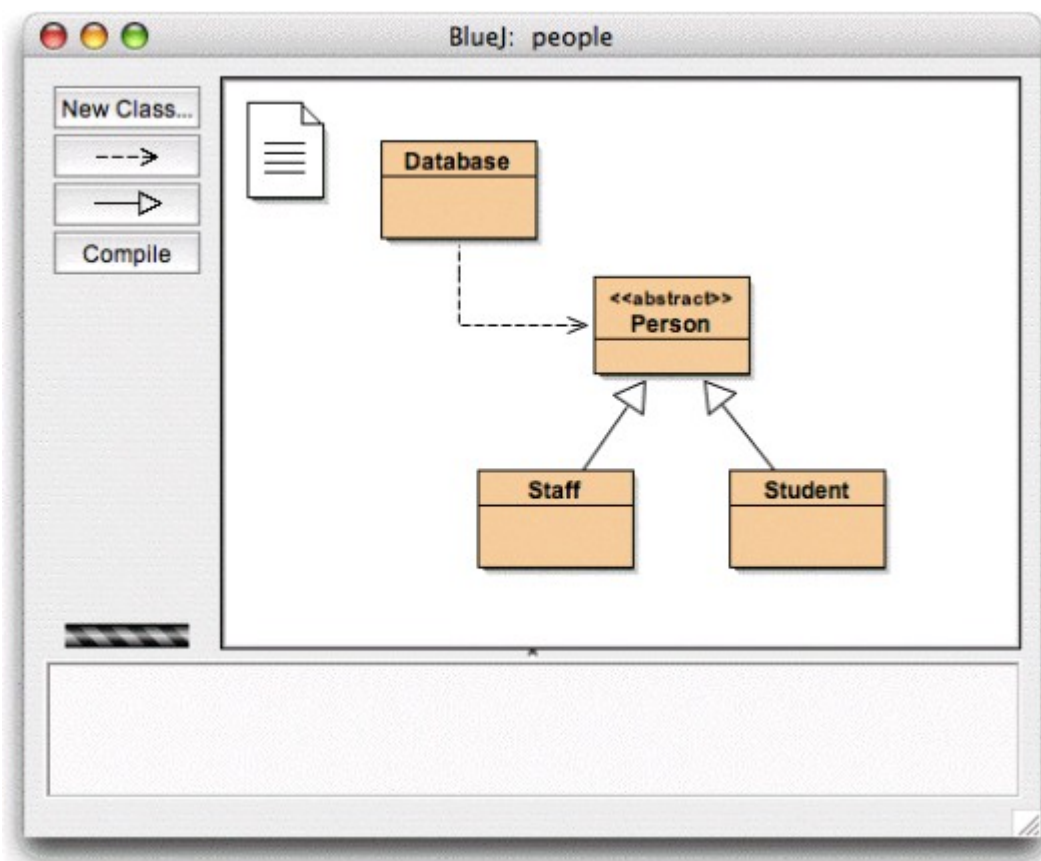 BlueJ: people
New Class...
Compile
Database
<<abstract>>
Person
Staff
Student